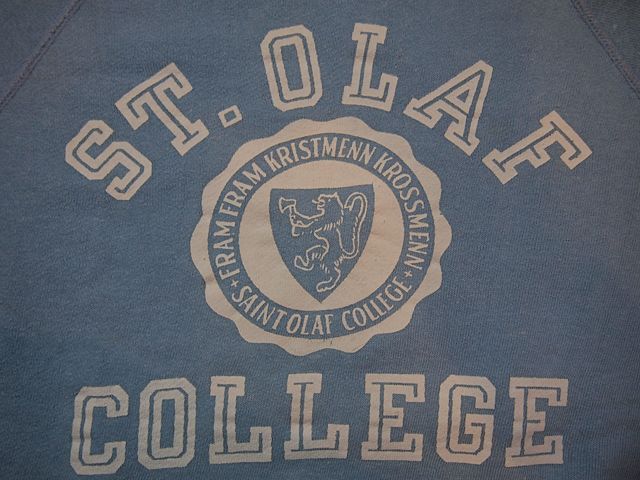 ST. OLAF
FRAM FRAM KRISTMENN KROSSMENN
★ SAINT OLAF COLLEGE ★
COLLEGE